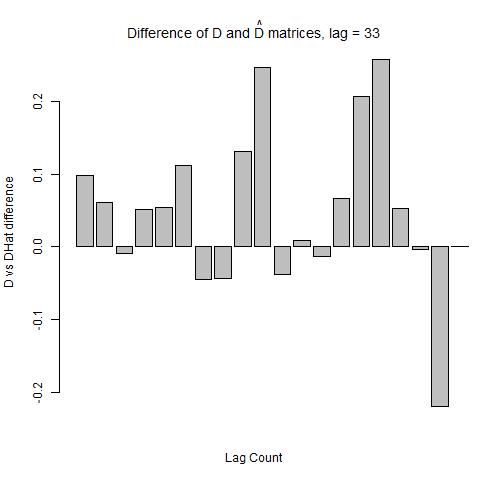 Difference of D and D̂ matrices, lag = 33
D vs DHat difference
0.2
0.1
0.0
-0.1
-0.2
Lag Count